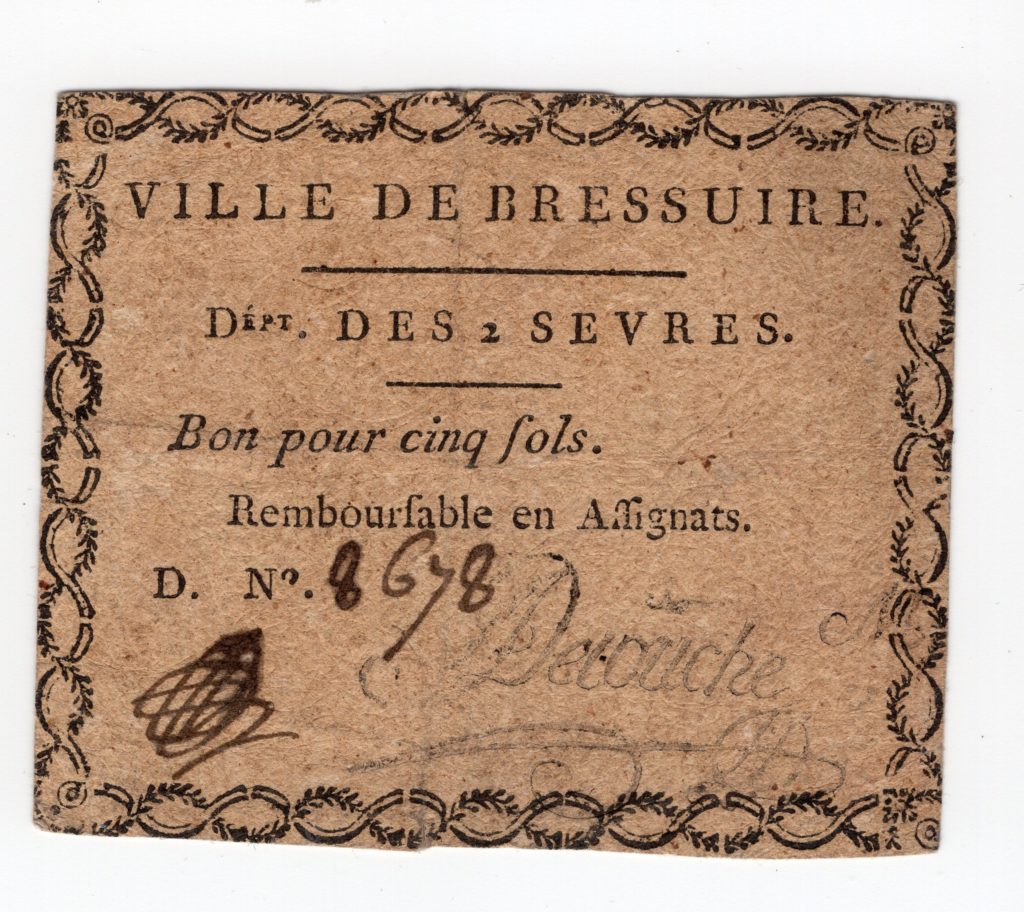 VILLE DE BRESSUIRE.
Dépt. DES 2 SEVRES.
Bon pour cinq ſols.
Rembourſable en Aſſignats.
D. Nº. 8678